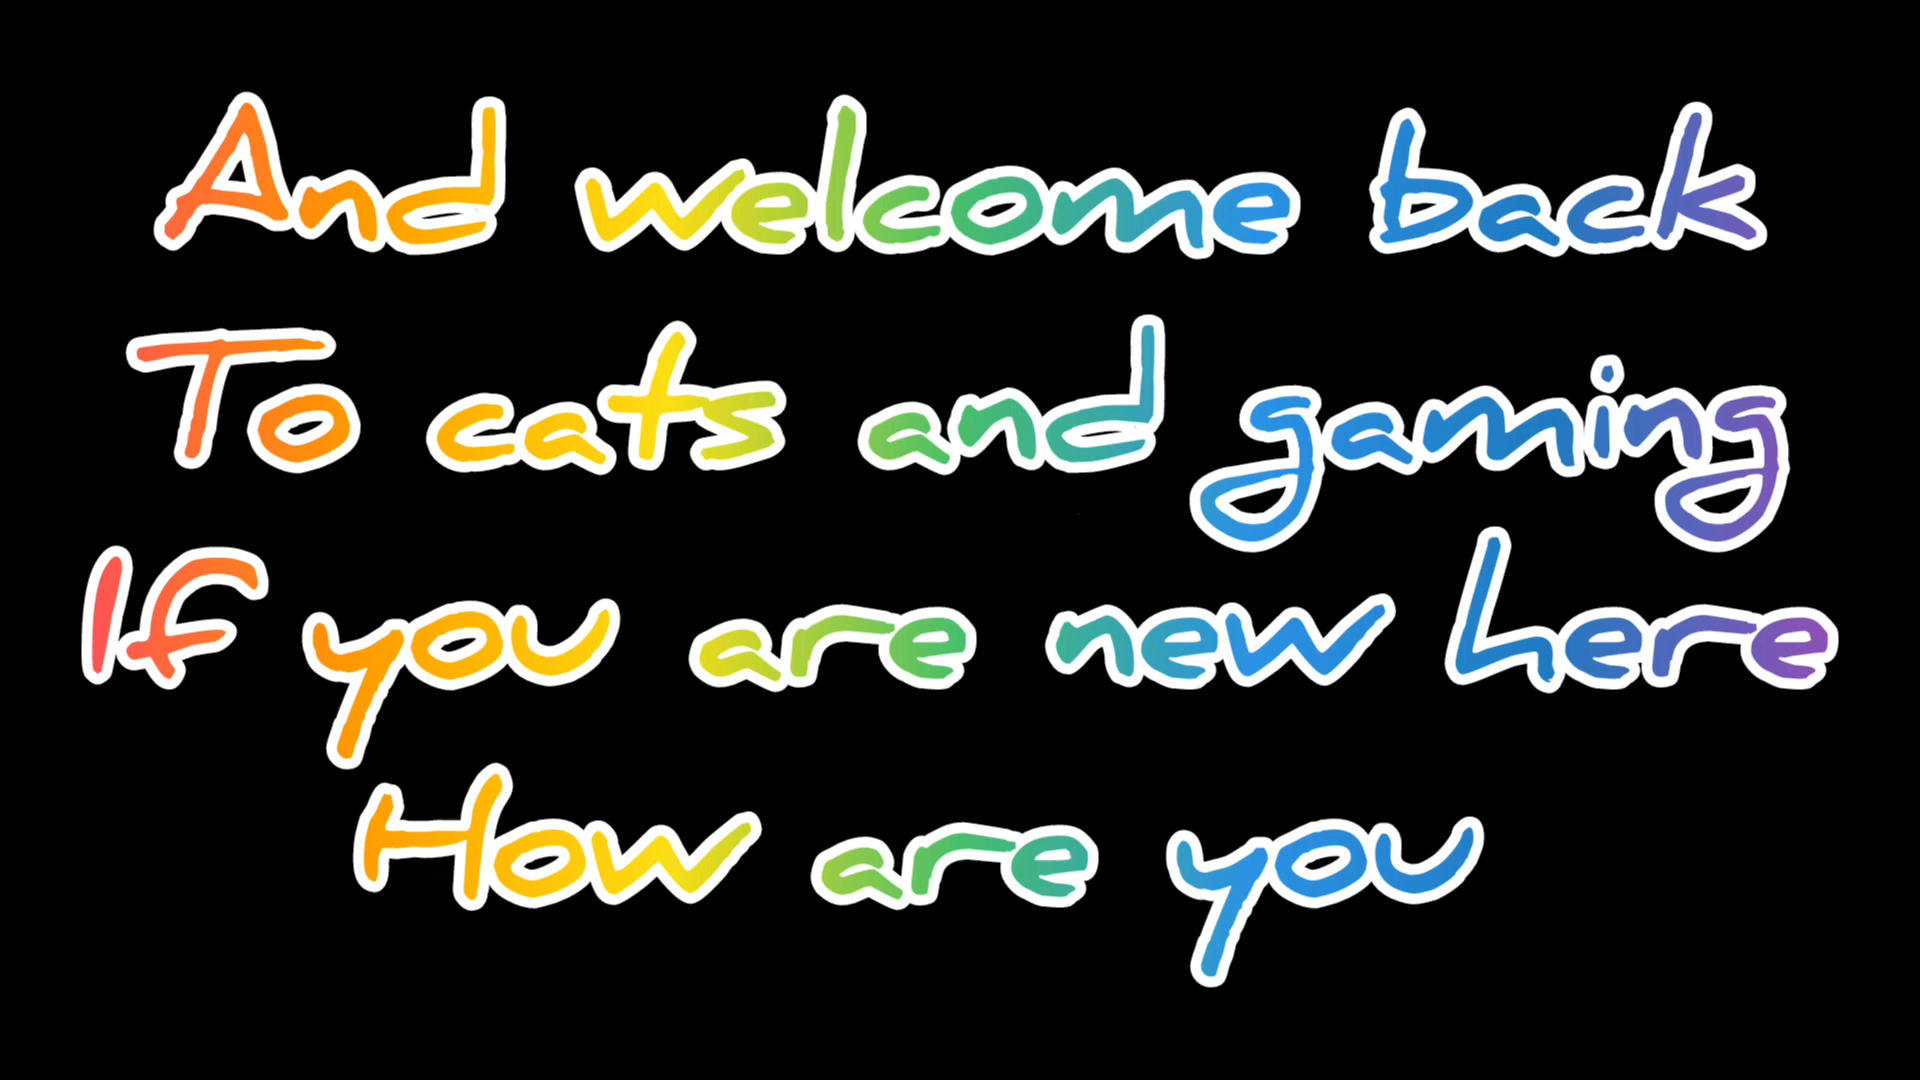 And welcome back
To cats and gaming
If you are new here
How are you